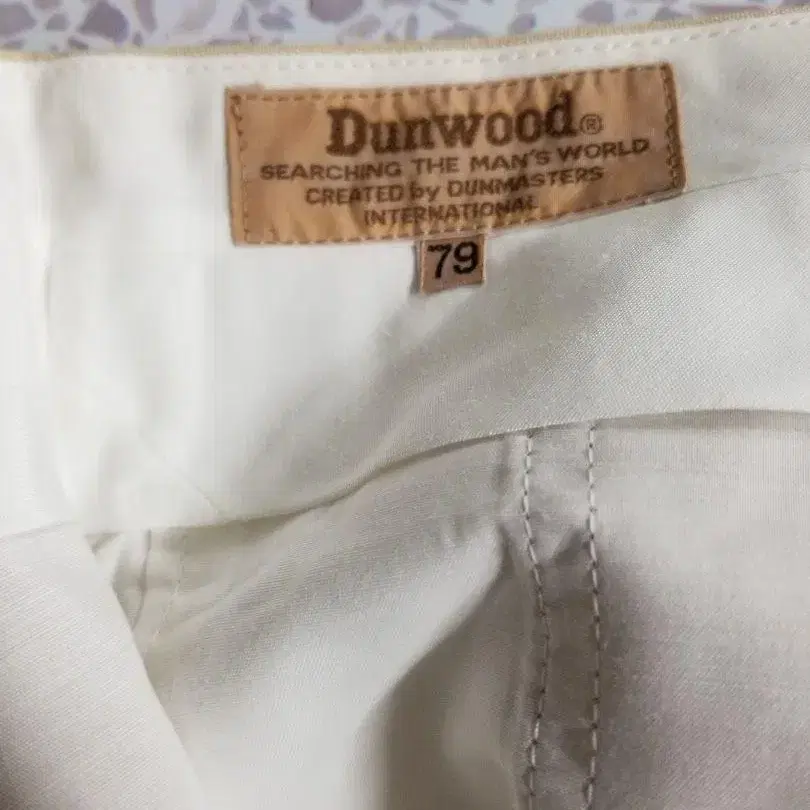 Dunwood®
SEARCHING THE MAN'S WORLD
CREATED by DUNMASTERS
INTERNATIONAL
79